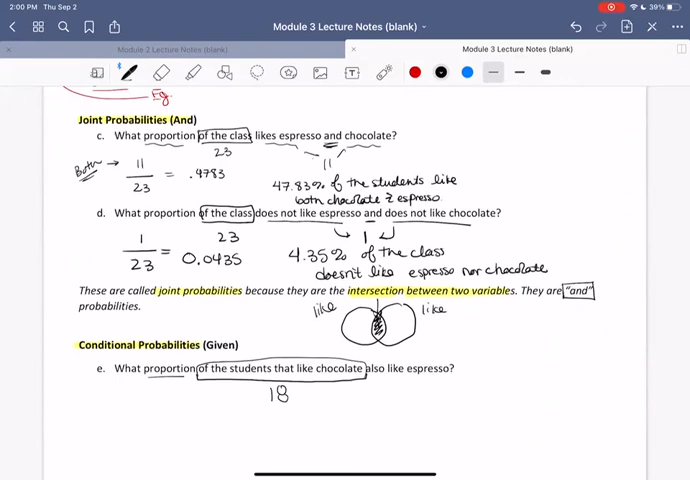 2:00 PM Thu Sep 2
39%
Module 3 Lecture Notes (blank)
Module 2 Lecture Notes (blank)
Module 3 Lecture Notes (blank)
Eg.
Joint Probabilities (And)
c. What proportion of the class likes espresso and chocolate?
23
11
Both → 11/23 = .4783
47.83% of the students like
both chocolate & espresso
d. What proportion of the class does not like espresso and does not like chocolate?
23
1
1/23 = 0.0435
4.35% of the class
doesn't like espresso nor chocolate
These are called joint probabilities because they are the intersection between two variables. They are "and"
probabilities.
like
like
Conditional Probabilities (Given)
e. What proportion of the students that like chocolate also like espresso?
18